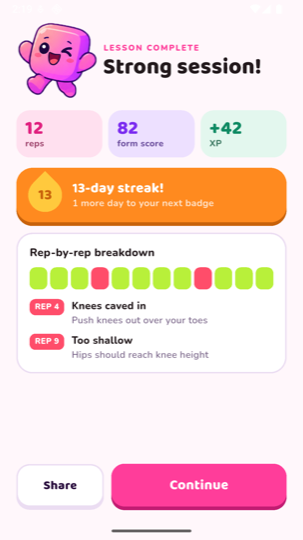 LESSON COMPLETE
Strong session!
12
reps
82
form score
+42
XP
13
13-day streak!
1 more day to your next badge
Rep-by-rep breakdown
REP 4
Knees caved in
Push knees out over your toes
REP 9
Too shallow
Hips should reach knee height
Share
Continue